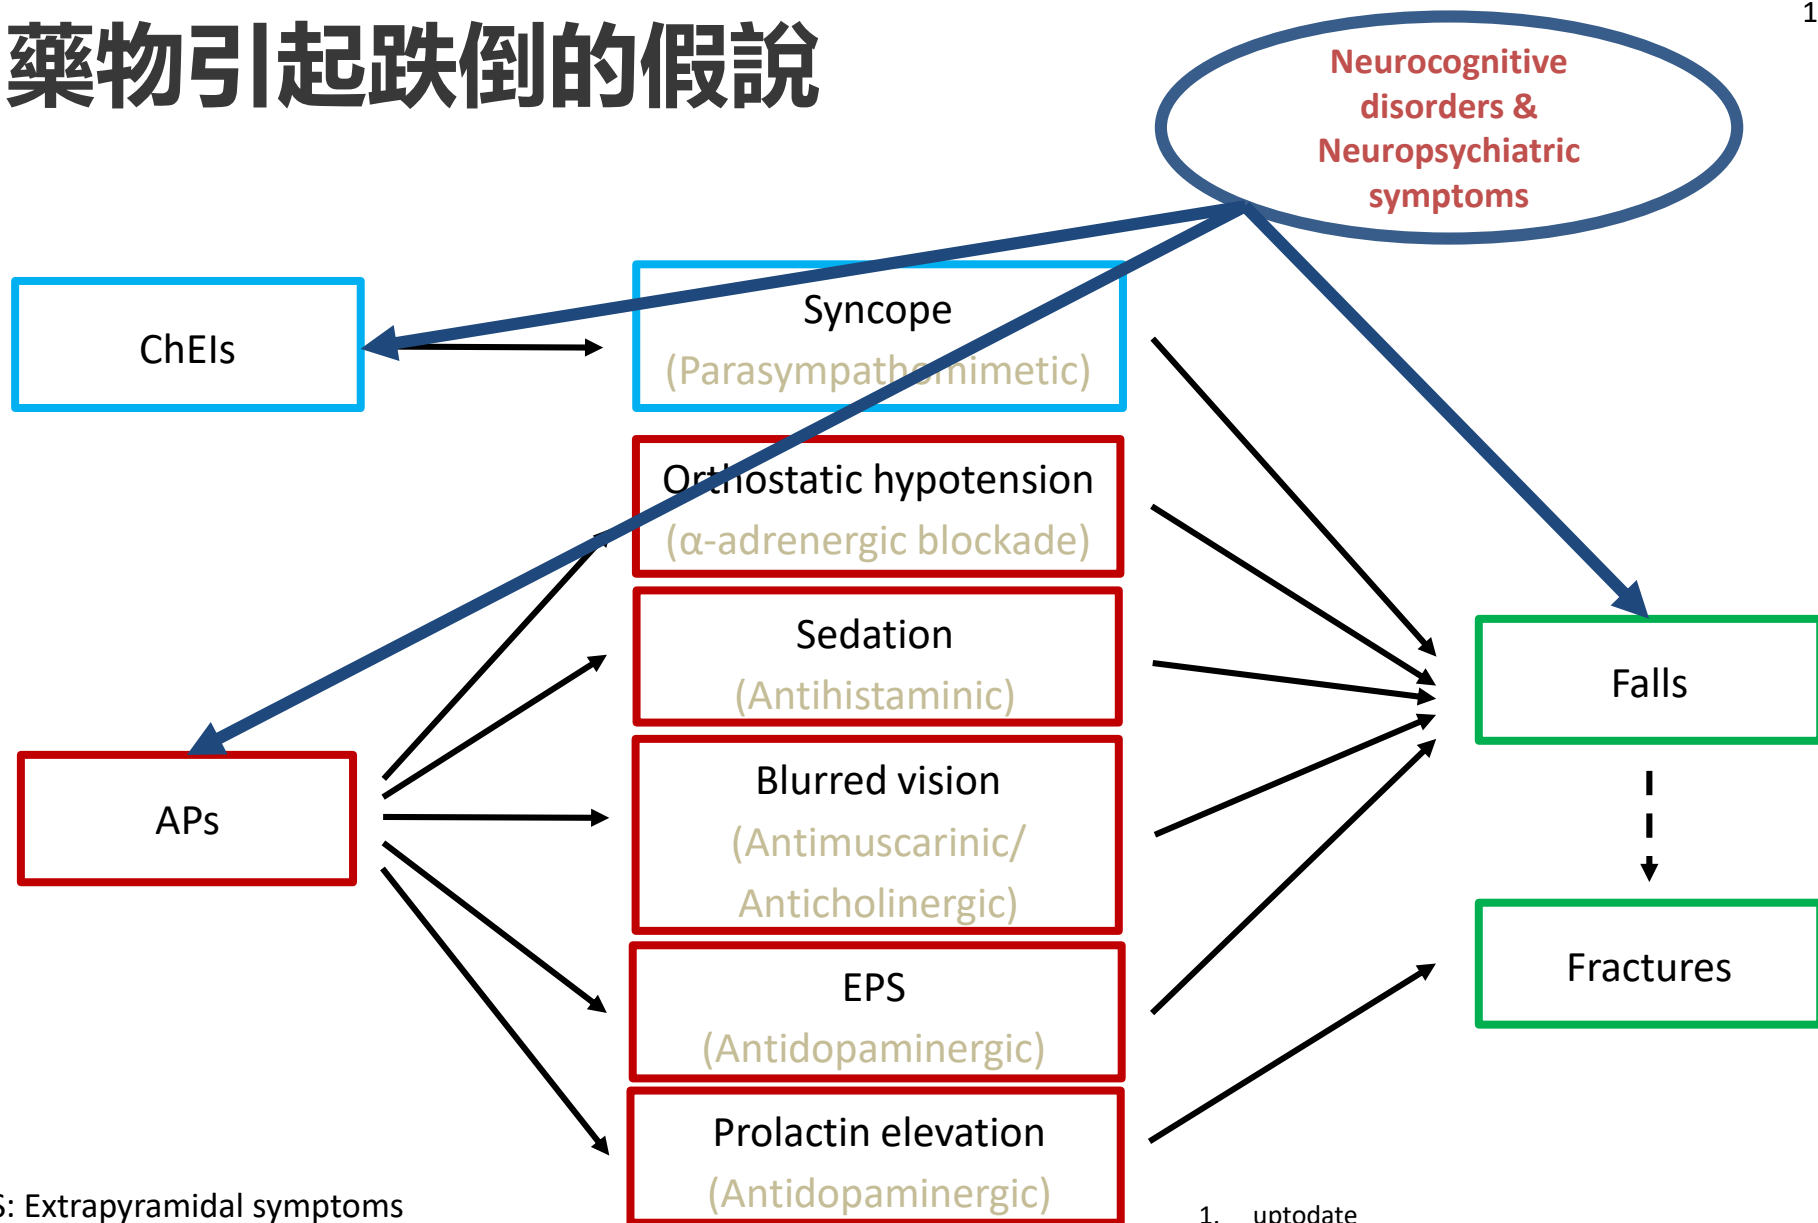 藥物引起跌倒的假說
1
Neurocognitive
disorders &
Neuropsychiatric
symptoms
ChEIs
Syncope
(Parasympathomimetic)
Orthostatic hypotension
(α-adrenergic blockade)
Sedation
(Antihistaminic)
Falls
APs
Blurred vision
(Antimuscarinic/
Anticholinergic)
EPS
(Antidopaminergic)
Fractures
Prolactin elevation
(Antidopaminergic)
S: Extrapyramidal symptoms
1. uptodate